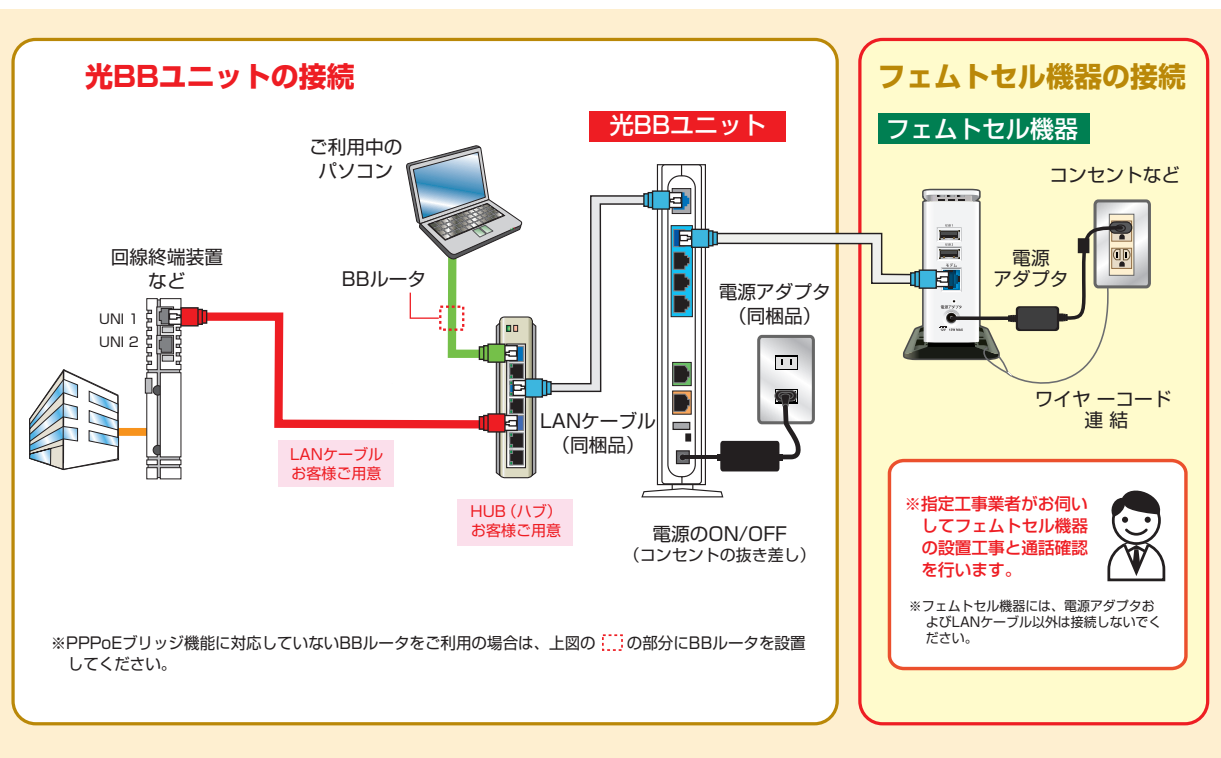 光BBユニットの接続
光BBユニット
ご利用中の
パソコン
回線終端装置
など
UNI 1
UNI 2
BBルータ
電源アダプタ
(同梱品)
LANケーブル
(同梱品)
LANケーブル
お客様ご用意
HUB(ハブ)
お客様ご用意
電源のON/OFF
(コンセントの抜き差し)
※PPPoEブリッジ機能に対応していないBBルータをご利用の場合は、上図の の部分にBBルータを設置
してください。
フェムトセル機器の接続
フェムトセル機器
コンセントなど
電源
アダプタ
モデム
電源アダプタ
ワイヤーコード
連結
※指定工事業者がお伺い
してフェムトセル機器
の設置工事と通話確認
を行います。
※フェムトセル機器には、電源アダプタお
よびLANケーブル以外は接続しないでく
ださい。